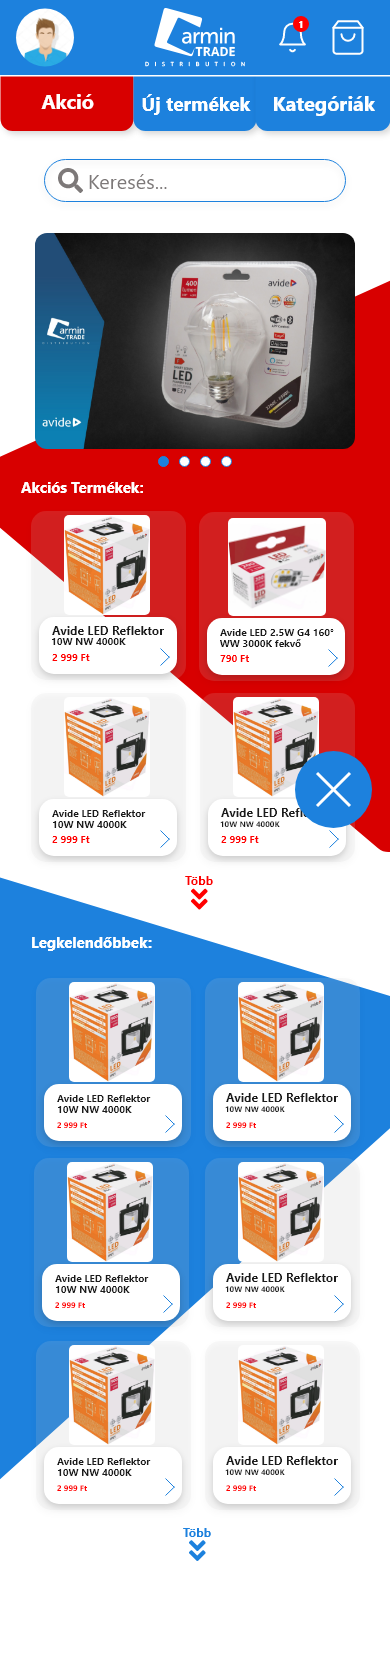 1
armin
TRADE
DISTRIBUTION
Akció
Új termékek
Kategóriák
Keresés...
armin
TRADE
DISTRIBUTION
avide
400
lumen
avide
LED
E27
Akciós Termékek:
Avide LED Reflektor
10W NW 4000K
2 999 Ft
Avide LED 2.5W G4 160°
WW 3000K fekvő
790 Ft
Avide LED Reflektor
10W NW 4000K
2 999 Ft
Avide LED Refl
10W NW 4000K
2 999 Ft
Több
Legkelendőbbek:
Avide LED Reflektor
10W NW 4000K
2 999 Ft
Avide LED Reflektor
10W NW 4000K
2 999 Ft
Avide LED Reflektor
10W NW 4000K
2 999 Ft
Avide LED Reflektor
10W NW 4000K
2 999 Ft
Avide LED Reflektor
10W NW 4000K
2 999 Ft
Avide LED Reflektor
10W NW 4000K
2 999 Ft
Több